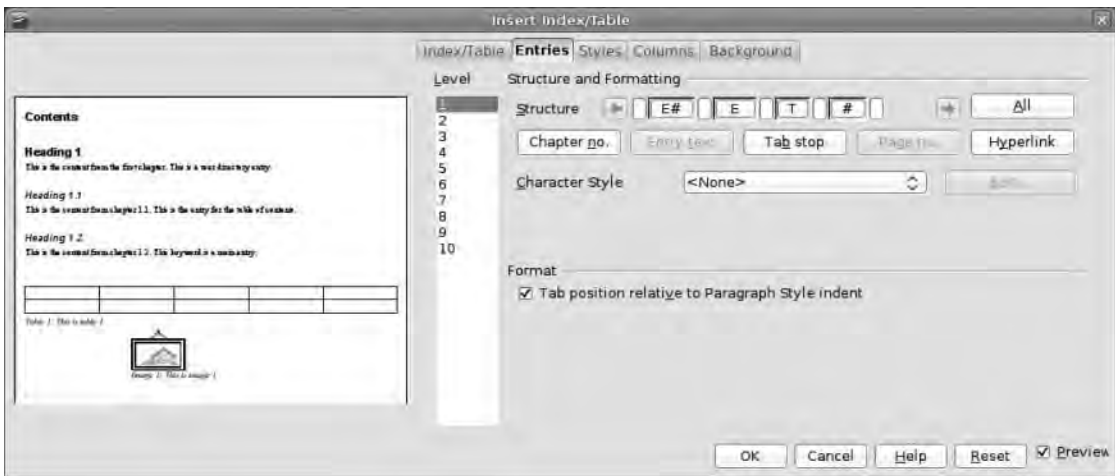 Insert Index/Table
Index/Table Entries Styles Columns Background
Level
1
2
3
4
5
6
7
8
9
10
Structure and Formatting
Structure E# E T # All
Chapter no. Entry text Tab stop Page no. Hyperlink
Character Style <None> Edit...
Format
Tab position relative to Paragraph Style indent
Contents
Heading 1
This is the content from the first chapter. This is a user directory entry.
Heading 1.1
This is the content from chapter 1.1. This is the entry for the table of contents.
Heading 1.2
This is the content from chapter 1.2. This keyword is a main entry.
Table 1: This is table 1
Image 1: This is image 1
OK Cancel Help Reset Preview